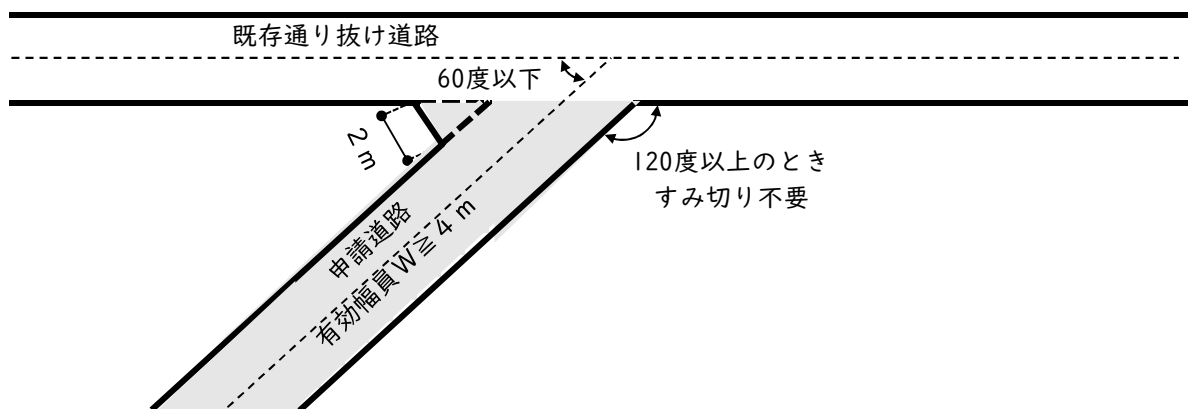 既存通り抜け道路
60度以下
2m
120度以上のとき
すみ切り不要
申請道路
有効幅員W≧4m